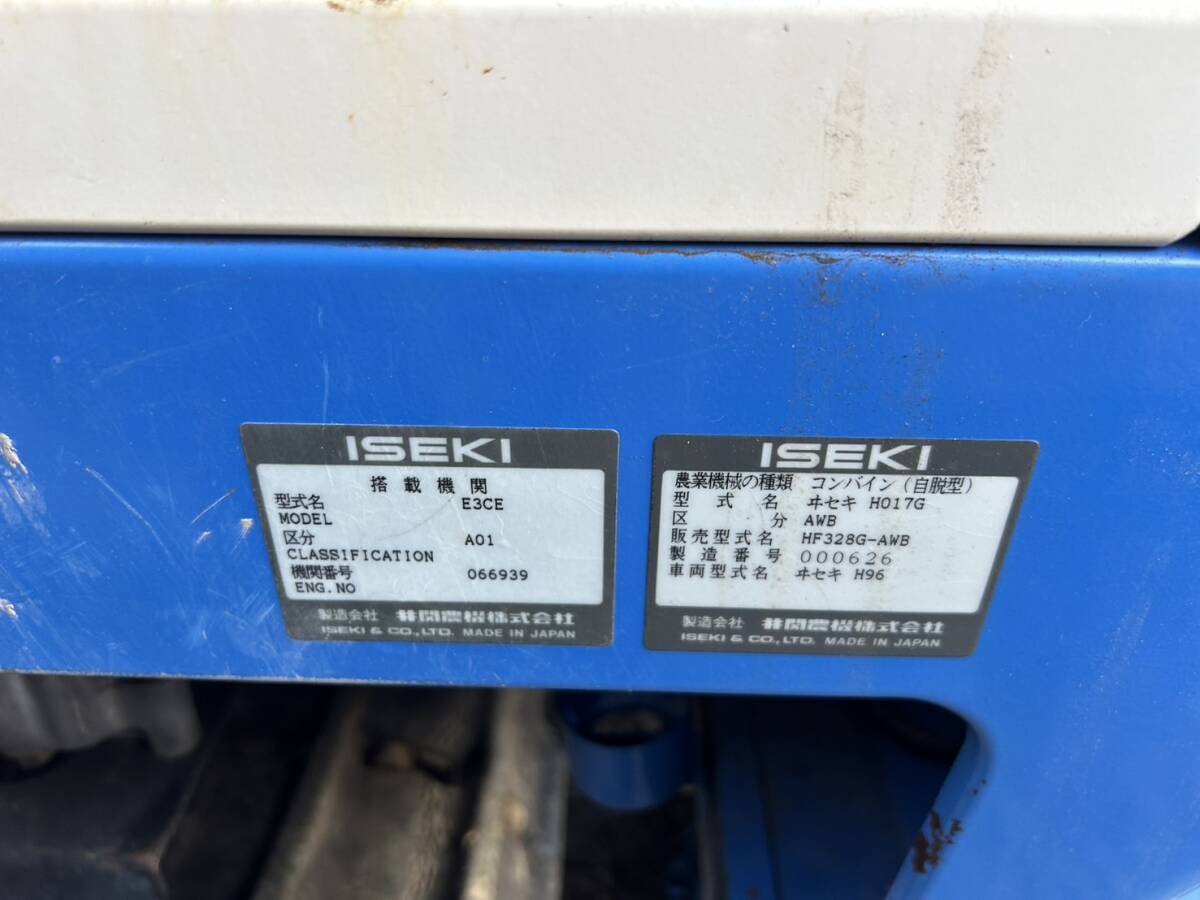 ISEKI
搭載機関
型式名 E3CE
MODEL
区分 A01
CLASSIFICATION
機関番号 066939
ENG.NO
製造会社 井関農機株式会社
ISEKI & CO.,LTD. MADE IN JAPAN
ISEKI
農業機械の種類 コンバイン(自脱型)
型式名 ヰセキ HO17G
区分 AWB
販売型式名 HF328G-AWB
製造番号 000626
車両型式名 ヰセキ H96
製造会社 井関農機株式会社
ISEKI & CO.,LTD. MADE IN JAPAN